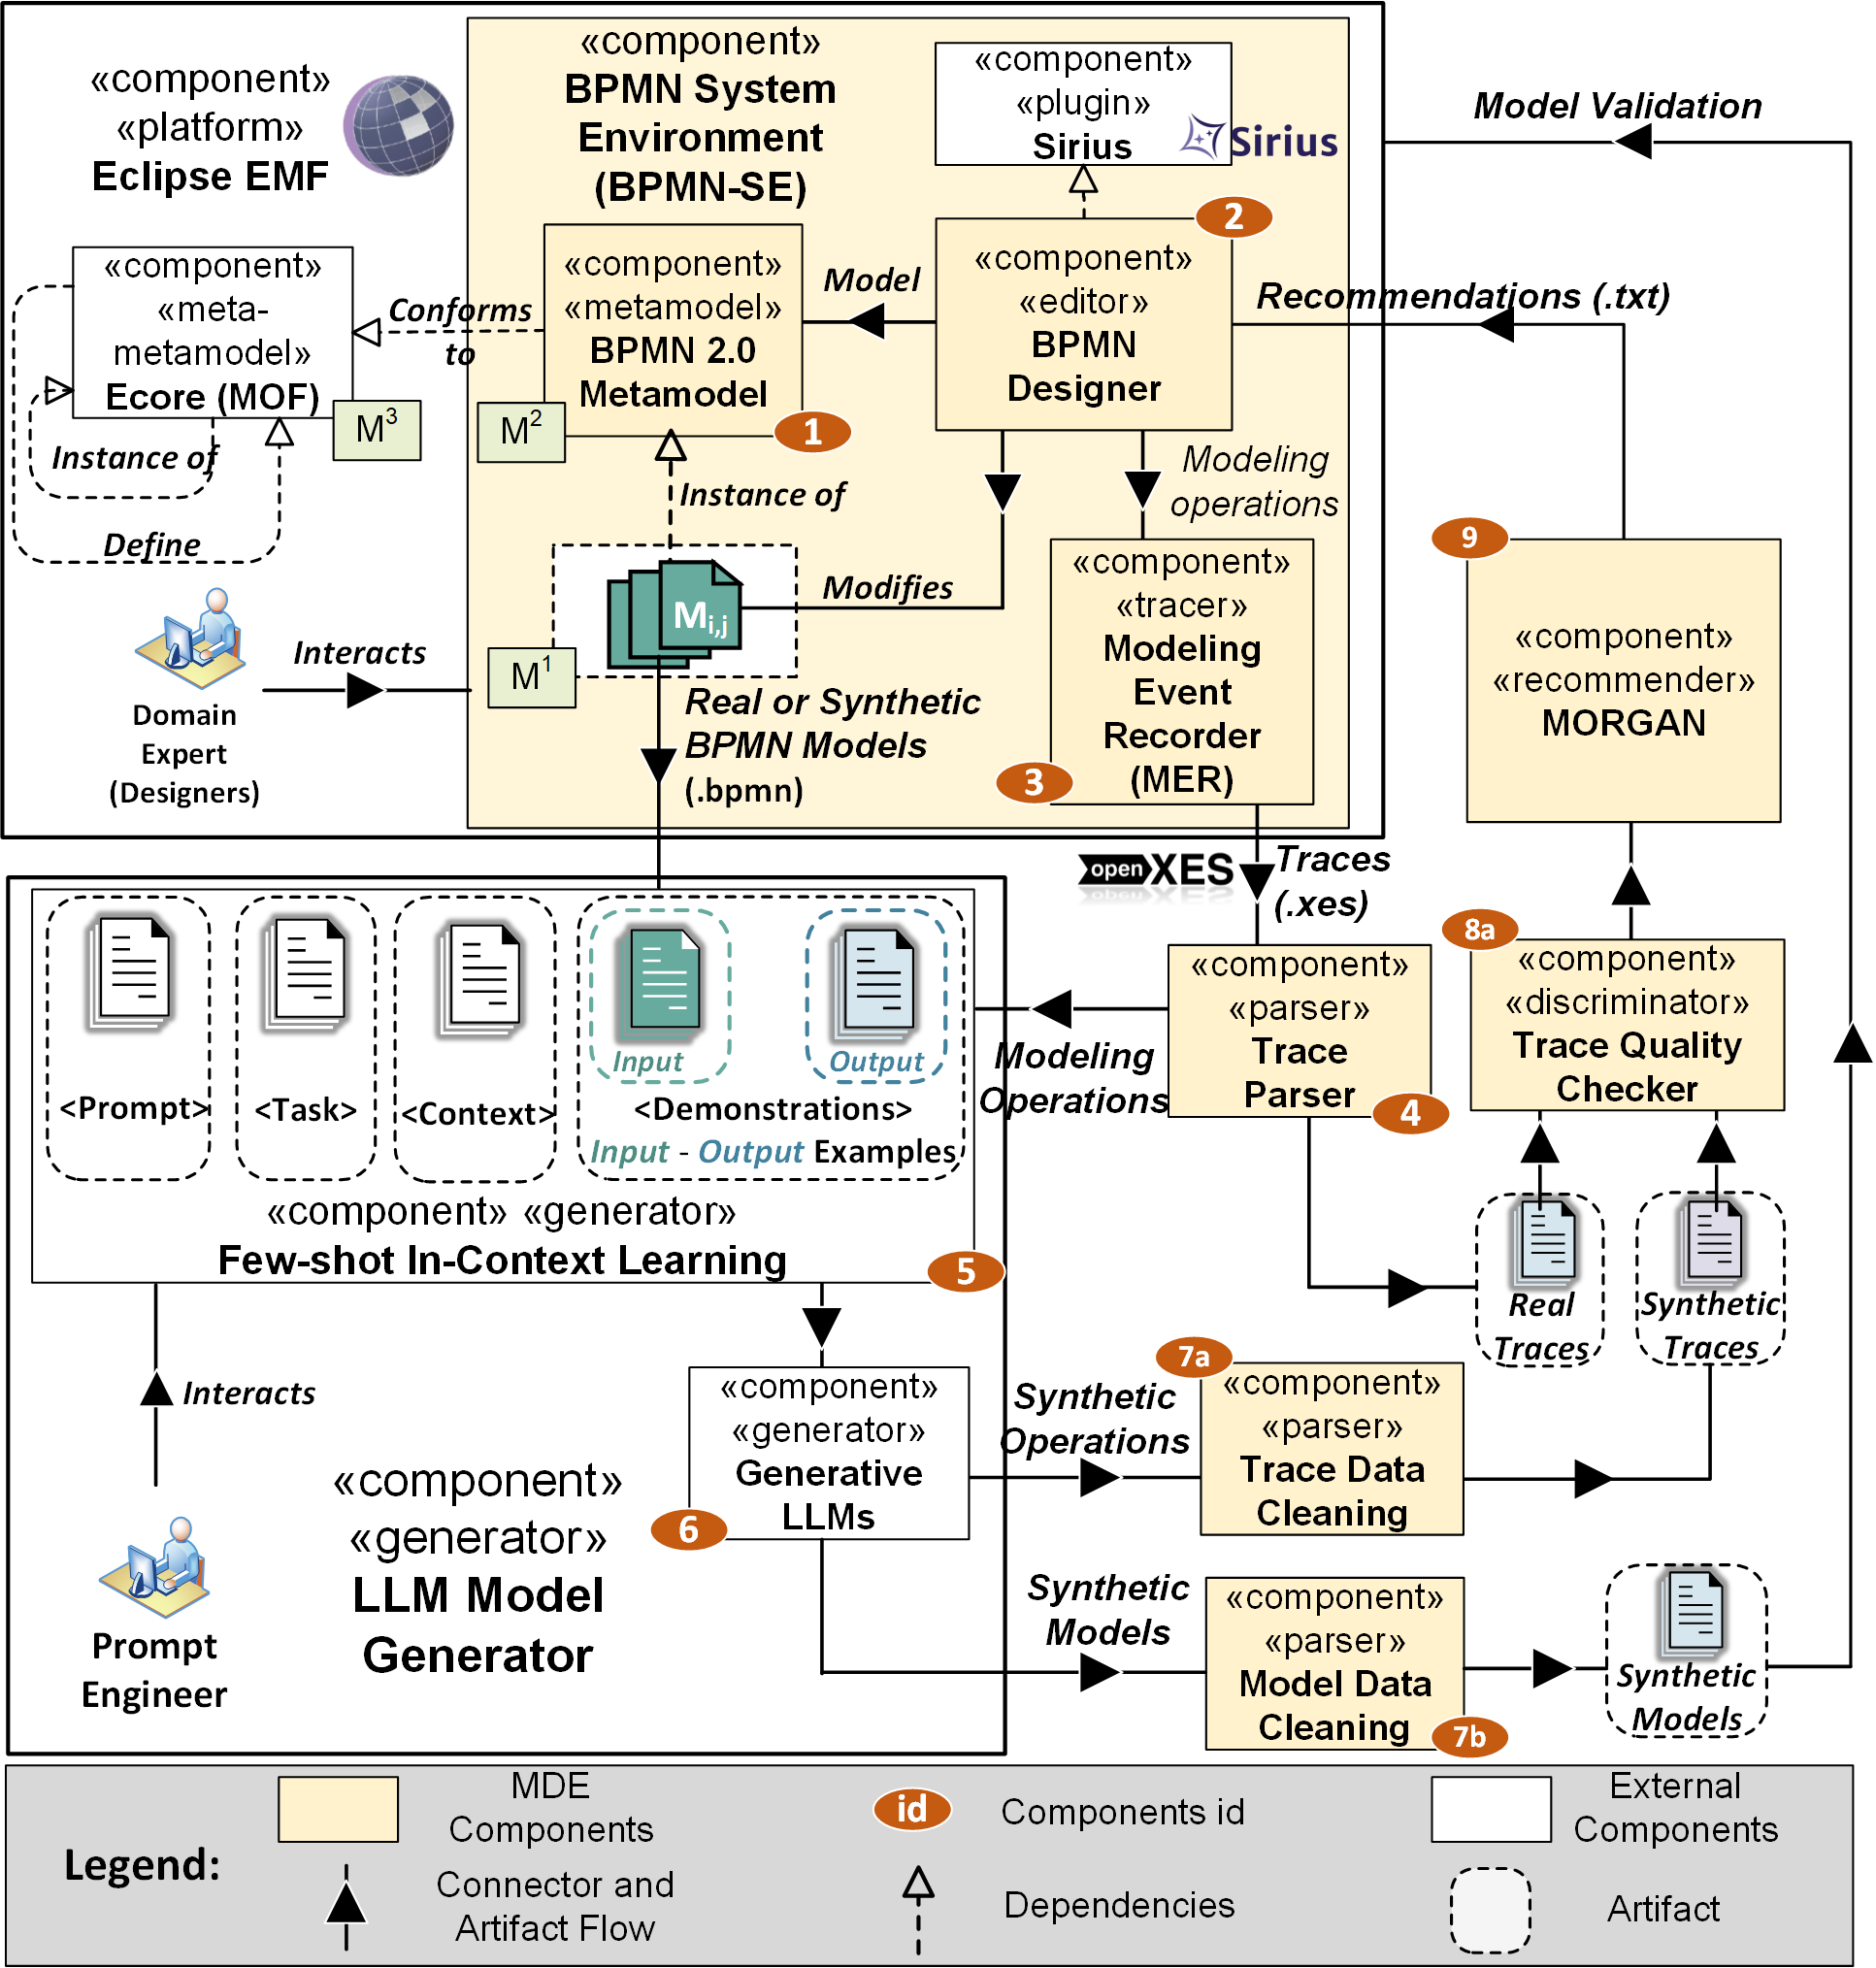 «component»
«platform»
Eclipse EMF
«component»
BPMN System
Environment
(BPMN-SE)
«component»
«plugin»
Sirius
Sirius
Model Validation
«component»
«meta-
metamodel»
Ecore (MOF)
M3
Conforms
to
«component»
«metamodel»
BPMN 2.0
Metamodel
M2
1
Model
2
«component»
«editor»
BPMN
Designer
Recommendations (.txt)
Instance of
Define
Instance of
Modeling
operations
Mi,j
M1
Modifies
Domain
Expert
(Designers)
Interacts
Real or Synthetic
BPMN Models
(.bpmn)
«component»
«tracer»
Modeling
Event
Recorder
(MER)
3
9
«component»
«recommender»
MORGAN
openXES
Traces
(.xes)
<Prompt>
<Task>
<Context>
Input
Output
<Demonstrations>
Input - Output Examples
«component» «generator»
Few-shot In-Context Learning
5
Modeling
Operations
«component»
«parser»
Trace
Parser
4
8a
«component»
«discriminator»
Trace Quality
Checker
Real
Traces
Synthetic
Traces
Interacts
Prompt
Engineer
«component»
«generator»
LLM Model
Generator
«component»
«generator»
Generative
LLMs
6
Synthetic
Operations
7a
«component»
«parser»
Trace Data
Cleaning
Synthetic
Models
«component»
«parser»
Model Data
Cleaning
7b
Synthetic
Models
Legend:
MDE
Components
id
Components id
External
Components
Connector and
Artifact Flow
Dependencies
Artifact